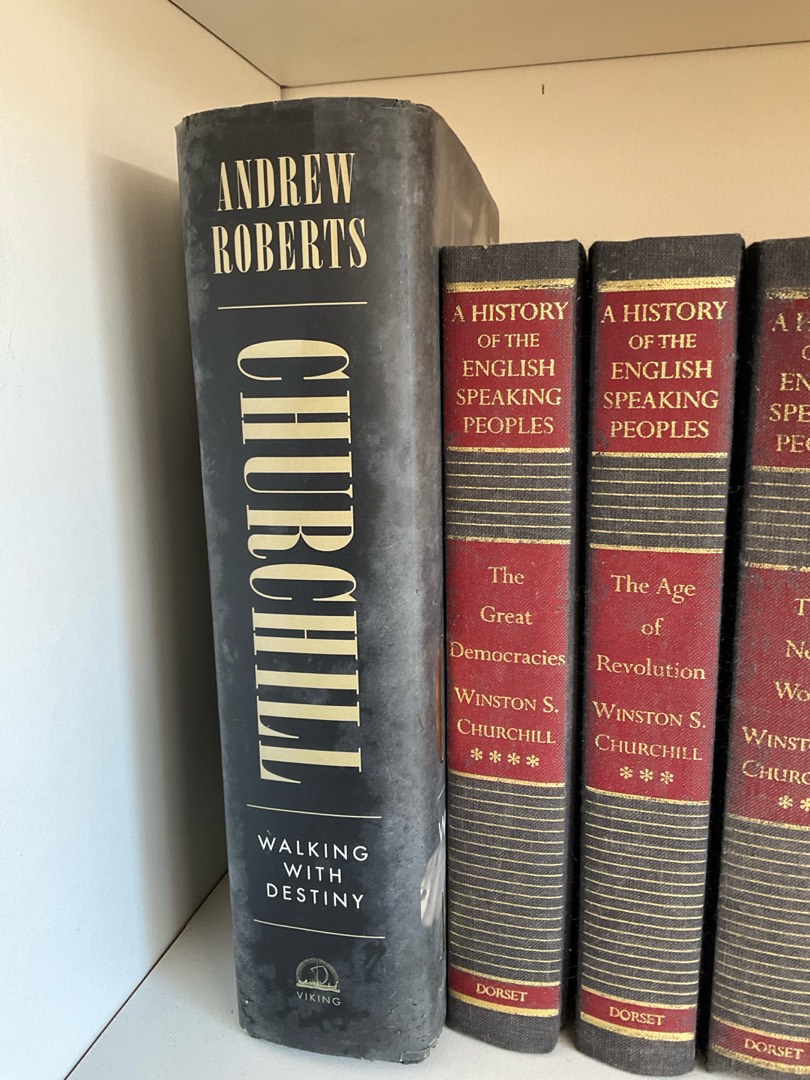 ANDREW
ROBERTS
CHURCHILL
WALKING
WITH
DESTINY
VIKING
A HISTORY
OF THE
ENGLISH
SPEAKING
PEOPLES
The
Great
Democracies
WINSTON S.
CHURCHILL
****
DORSET
A HISTORY
OF THE
ENGLISH
SPEAKING
PEOPLES
The Age
of
Revolution
WINSTON S.
CHURCHILL
***
DORSET
A
DORSET